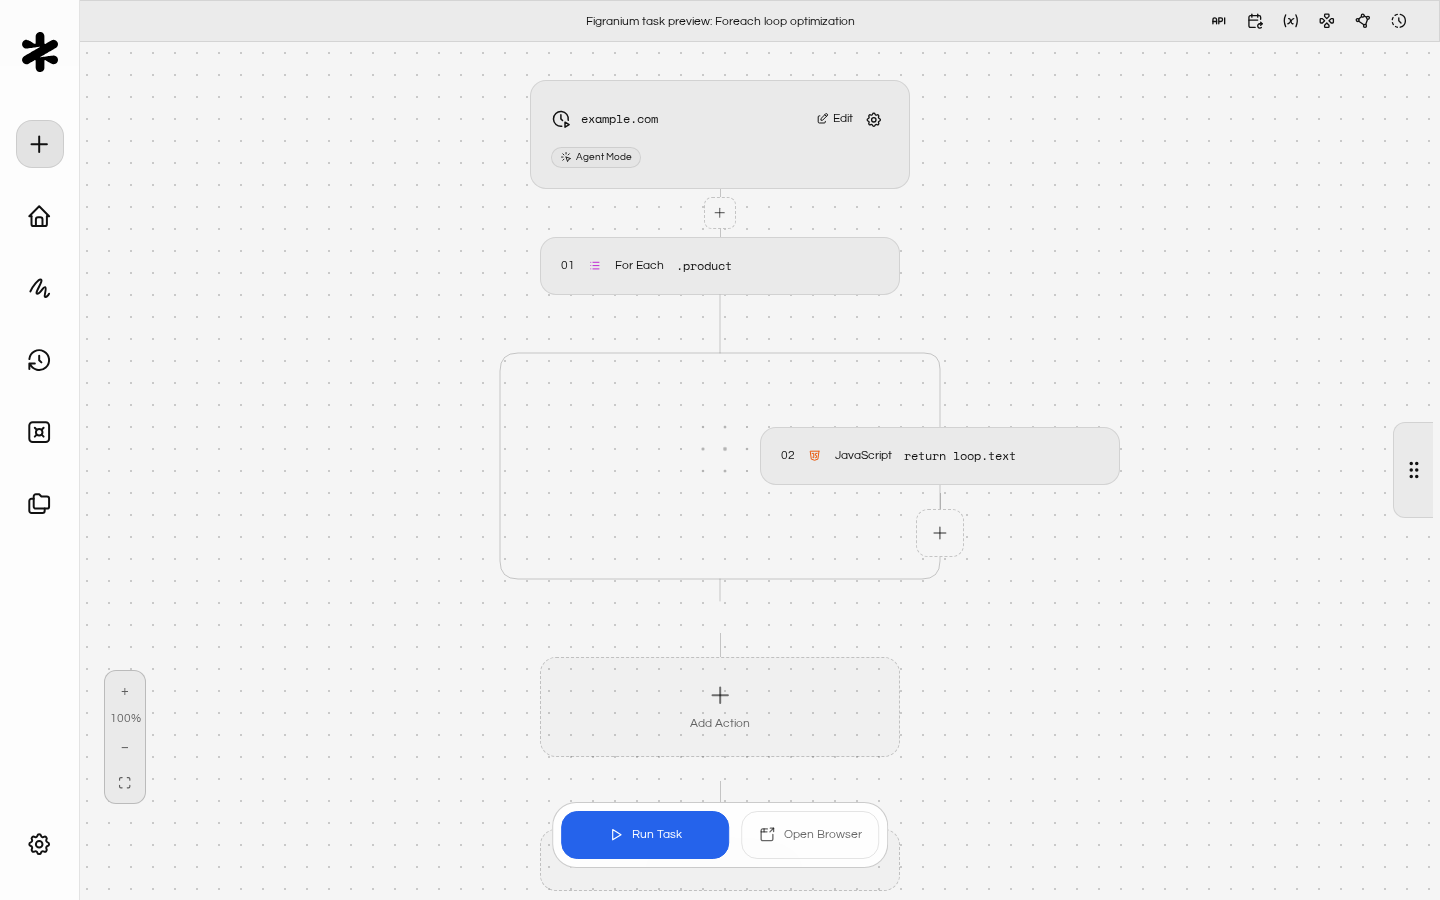 Figranium task preview: Foreach loop optimization
API
(x)
example.com
Edit
Agent Mode
01 For Each .product
02 JavaScript return loop.text
+
100%
−
Add Action
Run Task
Open Browser